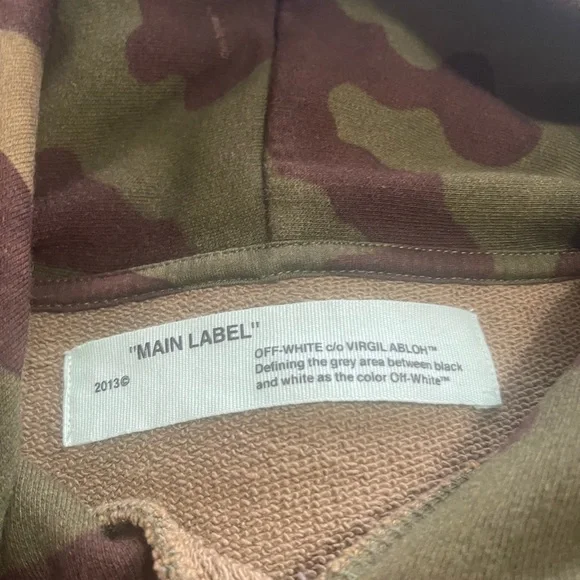 "MAIN LABEL"
2013©
OFF-WHITE c/o VIRGIL ABLOH™
Defining the grey area between black
and white as the color Off-White™